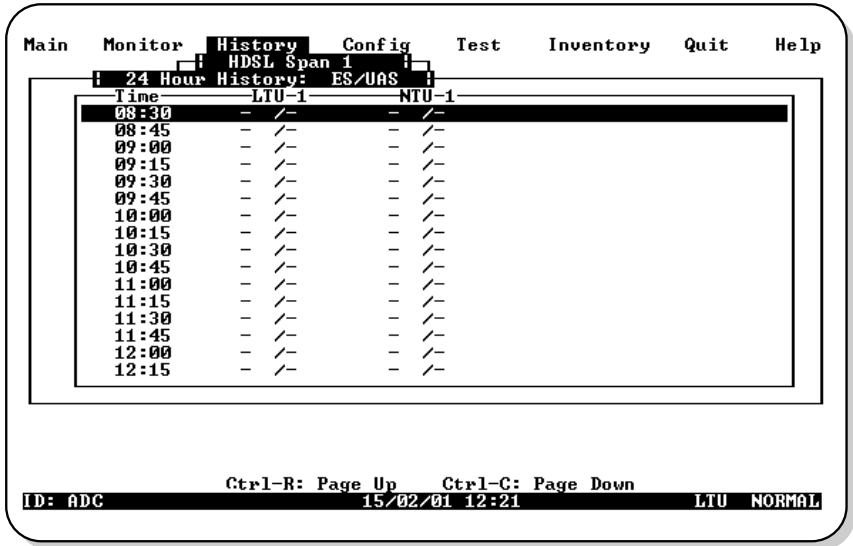 Main Monitor History Config Test Inventory Quit Help
HDSL Span 1
24 Hour History: ES/UAS
Time LTU-1 NTU-1
08:30 - /- - /-
08:45 - /- - /-
09:00 - /- - /-
09:15 - /- - /-
09:30 - /- - /-
09:45 - /- - /-
10:00 - /- - /-
10:15 - /- - /-
10:30 - /- - /-
10:45 - /- - /-
11:00 - /- - /-
11:15 - /- - /-
11:30 - /- - /-
11:45 - /- - /-
12:00 - /- - /-
12:15 - /- - /-
Ctrl-R: Page Up Ctrl-C: Page Down
ID: ADC 15/02/01 12:21 LTU NORMAL